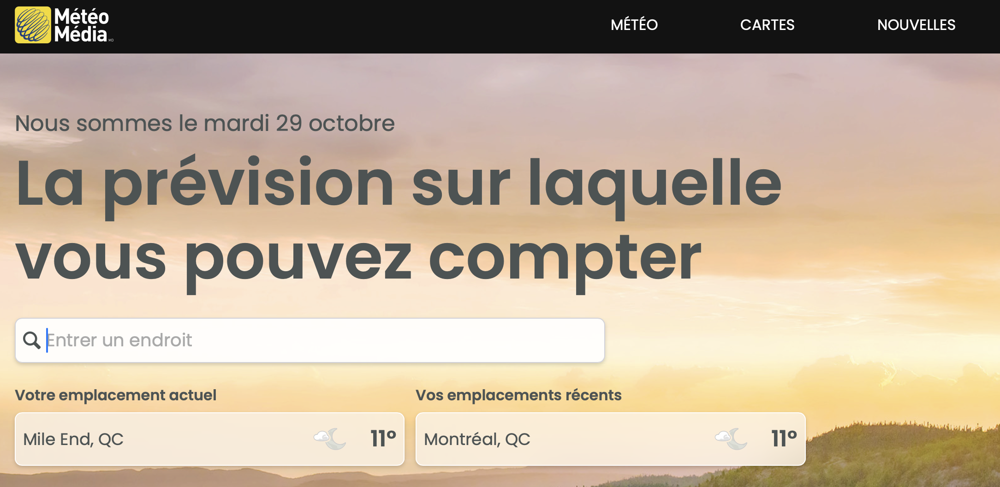 Météo
Média MD
MÉTÉO CARTES NOUVELLES
Nous sommes le mardi 29 octobre
La prévision sur laquelle
vous pouvez compter
Entrer un endroit
Votre emplacement actuel
Mile End, QC 11°
Vos emplacements récents
Montréal, QC 11°